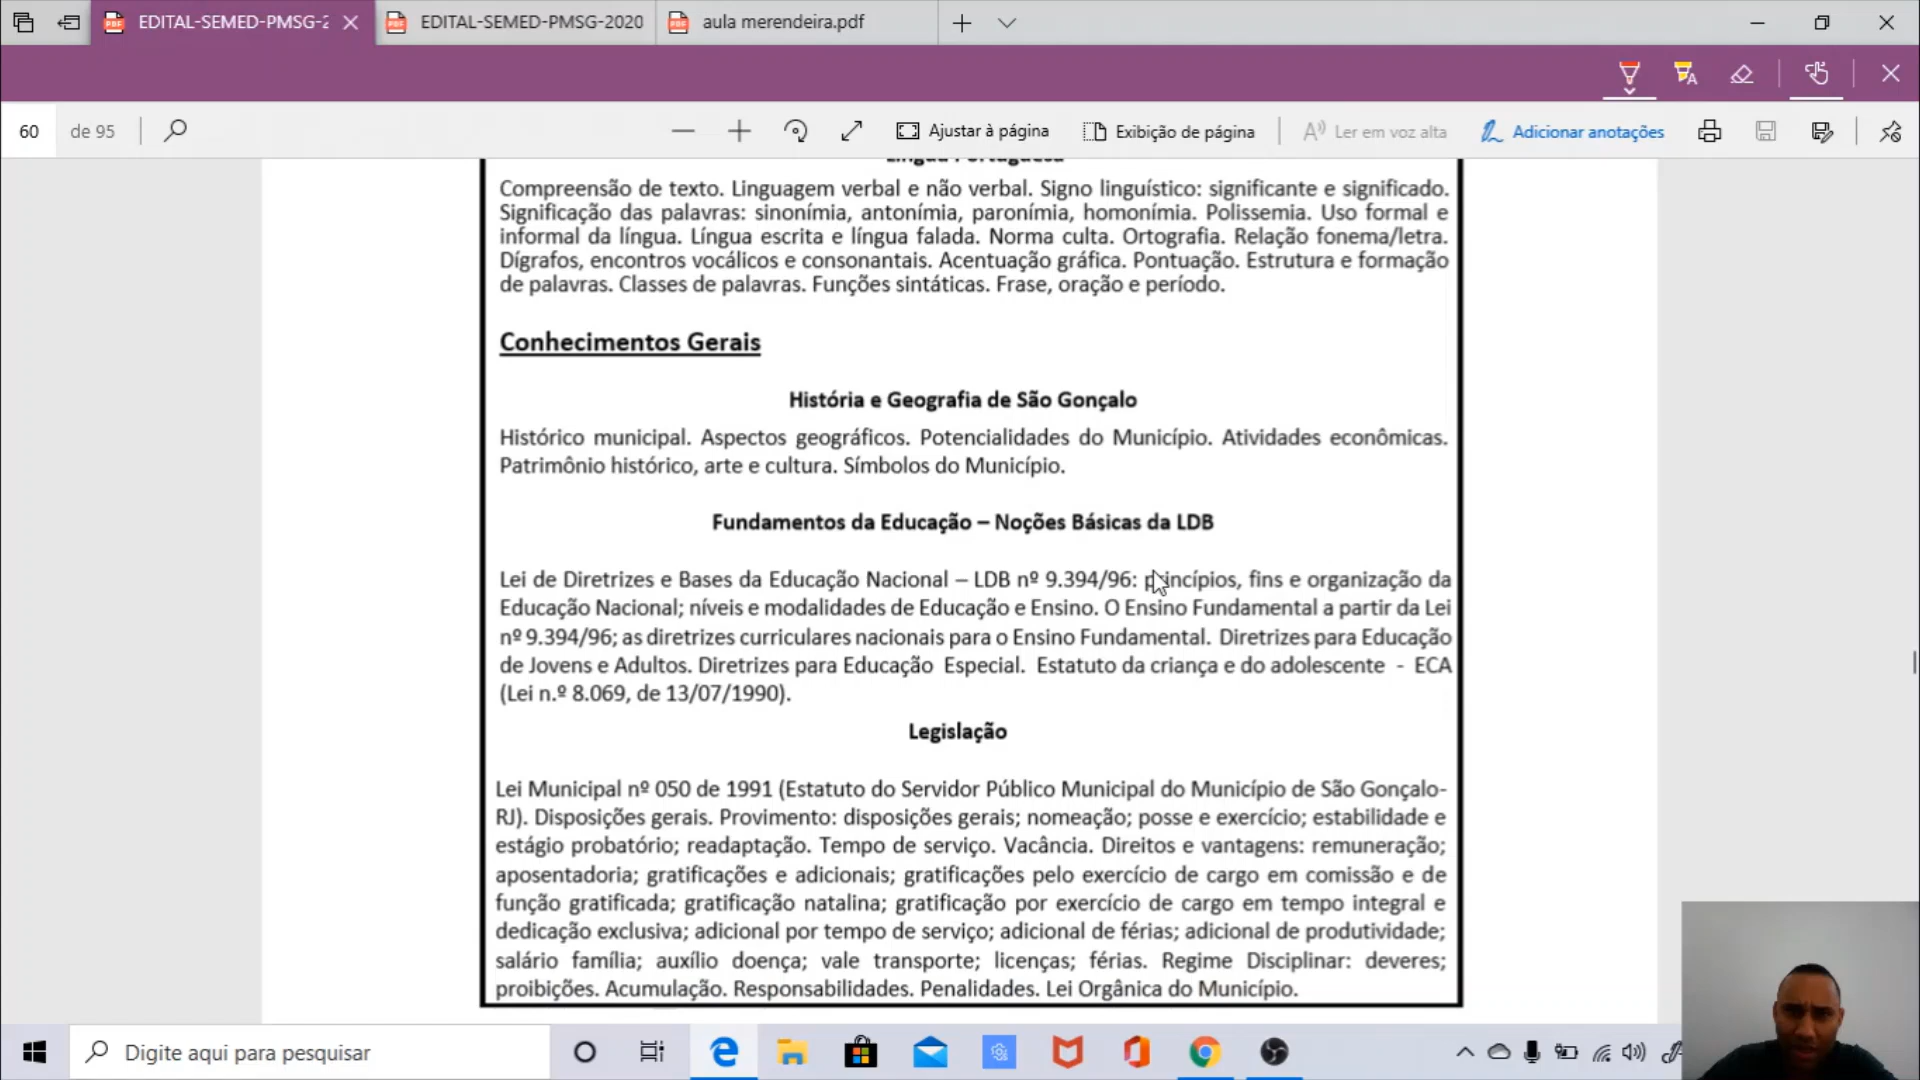 EDITAL-SEMED-PMSG-2
EDITAL-SEMED-PMSG-2020
aula merendeira.pdf
60 de 95
Ajustar à página
Exibição de página
Ler em voz alta
Adicionar anotações
Língua Portuguesa
Compreensão de texto. Linguagem verbal e não verbal. Signo linguístico: significante e significado.
Significação das palavras: sinonímia, antonímia, paronímia, homonímia. Polissemia. Uso formal e
informal da língua. Língua escrita e língua falada. Norma culta. Ortografia. Relação fonema/letra.
Dígrafos, encontros vocálicos e consonantais. Acentuação gráfica. Pontuação. Estrutura e formação
de palavras. Classes de palavras. Funções sintáticas. Frase, oração e período.
Conhecimentos Gerais
História e Geografia de São Gonçalo
Histórico municipal. Aspectos geográficos. Potencialidades do Município. Atividades econômicas.
Patrimônio histórico, arte e cultura. Símbolos do Município.
Fundamentos da Educação – Noções Básicas da LDB
Lei de Diretrizes e Bases da Educação Nacional – LDB nº 9.394/96: princípios, fins e organização da
Educação Nacional; níveis e modalidades de Educação e Ensino. O Ensino Fundamental a partir da Lei
nº 9.394/96; as diretrizes curriculares nacionais para o Ensino Fundamental. Diretrizes para Educação
de Jovens e Adultos. Diretrizes para Educação Especial. Estatuto da criança e do adolescente - ECA
(Lei n.º 8.069, de 13/07/1990).
Legislação
Lei Municipal nº 050 de 1991 (Estatuto do Servidor Público Municipal do Município de São Gonçalo-
RJ). Disposições gerais. Provimento: disposições gerais; nomeação; posse e exercício; estabilidade e
estágio probatório; readaptação. Tempo de serviço. Vacância. Direitos e vantagens: remuneração;
aposentadoria; gratificações e adicionais; gratificações pelo exercício de cargo em comissão e de
função gratificada; gratificação natalina; gratificação por exercício de cargo em tempo integral e
dedicação exclusiva; adicional por tempo de serviço; adicional de férias; adicional de produtividade;
salário família; auxílio doença; vale transporte; licenças; férias. Regime Disciplinar: deveres;
proibições. Acumulação. Responsabilidades. Penalidades. Lei Orgânica do Município.
Digite aqui para pesquisar